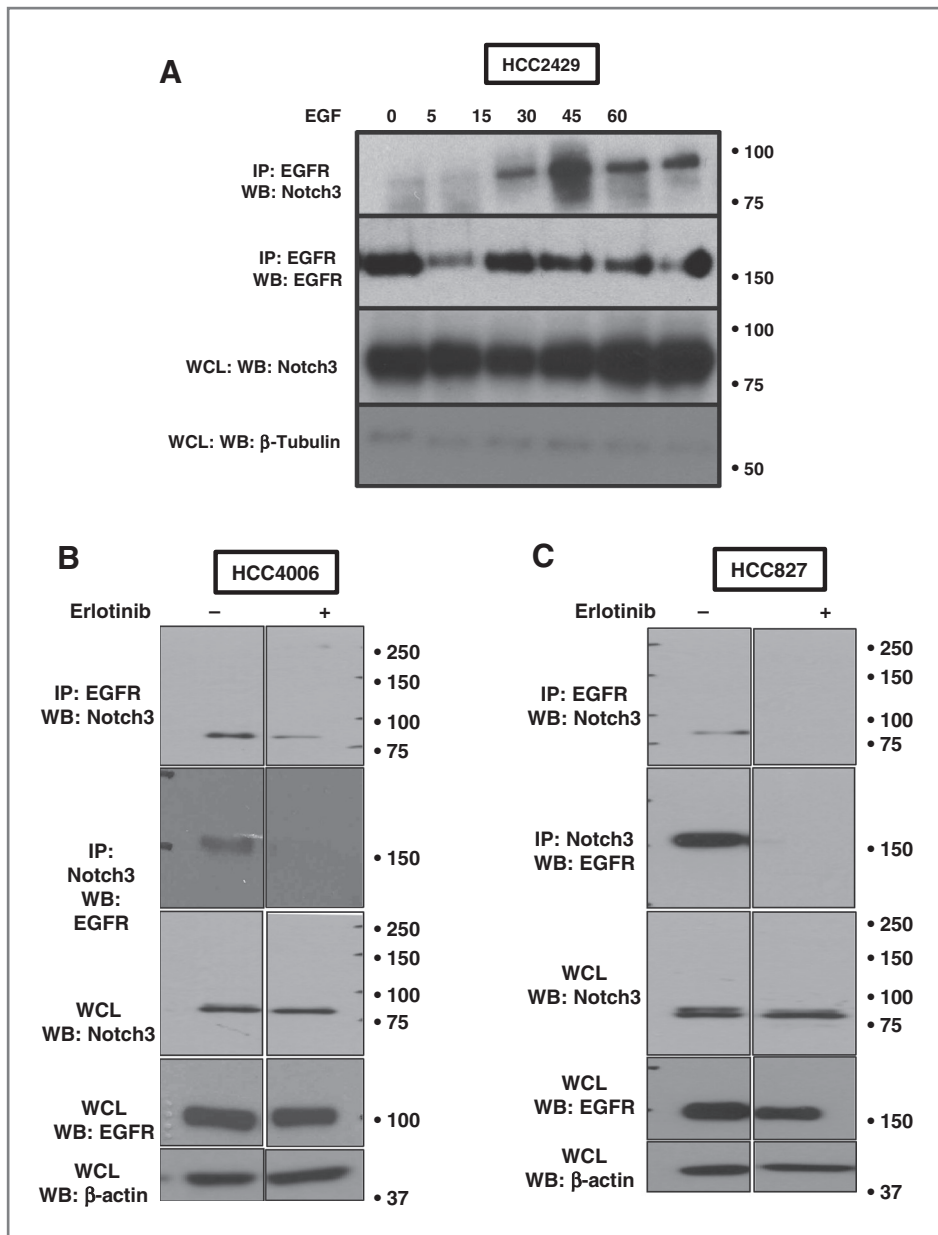 A
HCC2429
EGF 0 5 15 30 45 60
IP: EGFR
WB: Notch3
• 100
• 75
IP: EGFR
WB: EGFR
• 150
WCL: WB: Notch3
• 100
• 75
WCL: WB: β-Tubulin
• 50
B
HCC4006
Erlotinib – +
IP: EGFR
WB: Notch3
• 250
• 150
• 100
• 75
IP:
Notch3
WB:
EGFR
• 150
WCL
WB: Notch3
• 250
• 150
• 100
• 75
WCL
WB: EGFR
• 100
WCL
WB: β-actin
• 37
C
HCC827
Erlotinib – +
IP: EGFR
WB: Notch3
• 250
• 150
• 100
• 75
IP: Notch3
WB: EGFR
• 150
WCL
WB: Notch3
• 250
• 150
• 100
• 75
WCL
WB: EGFR
• 150
WCL
WB: β-actin
• 37